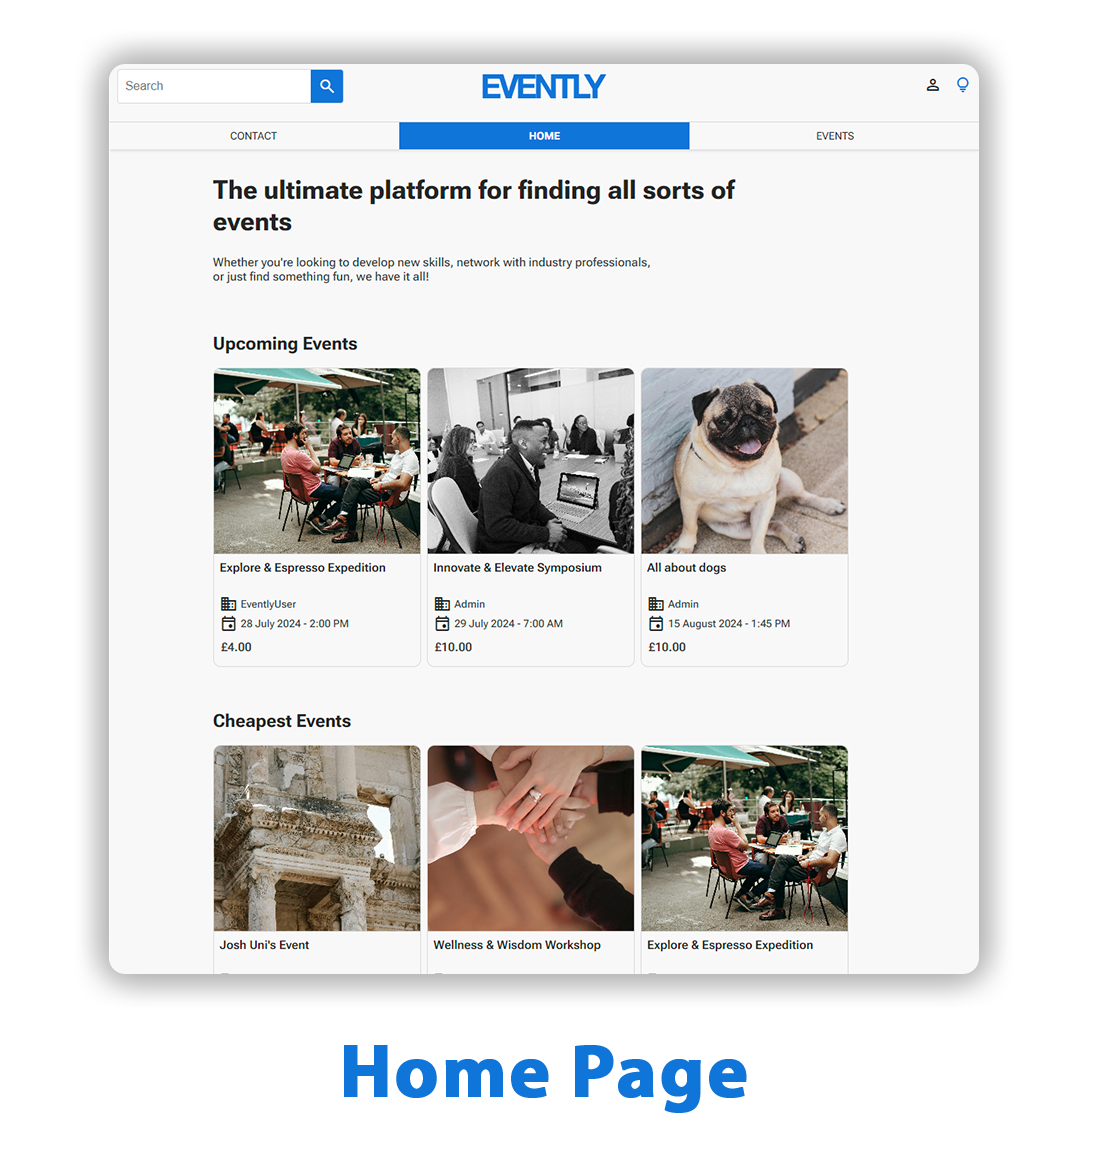 Search
EVENTLY
CONTACT
HOME
EVENTS
The ultimate platform for finding all sorts of
events
Whether you're looking to develop new skills, network with industry professionals,
or just find something fun, we have it all!
Upcoming Events
Explore & Espresso Expedition
EventlyUser
28 July 2024 - 2:00 PM
£4.00
Innovate & Elevate Symposium
Admin
29 July 2024 - 7:00 AM
£10.00
All about dogs
Admin
15 August 2024 - 1:45 PM
£10.00
Cheapest Events
Josh Uni's Event
Wellness & Wisdom Workshop
Explore & Espresso Expedition
Home Page